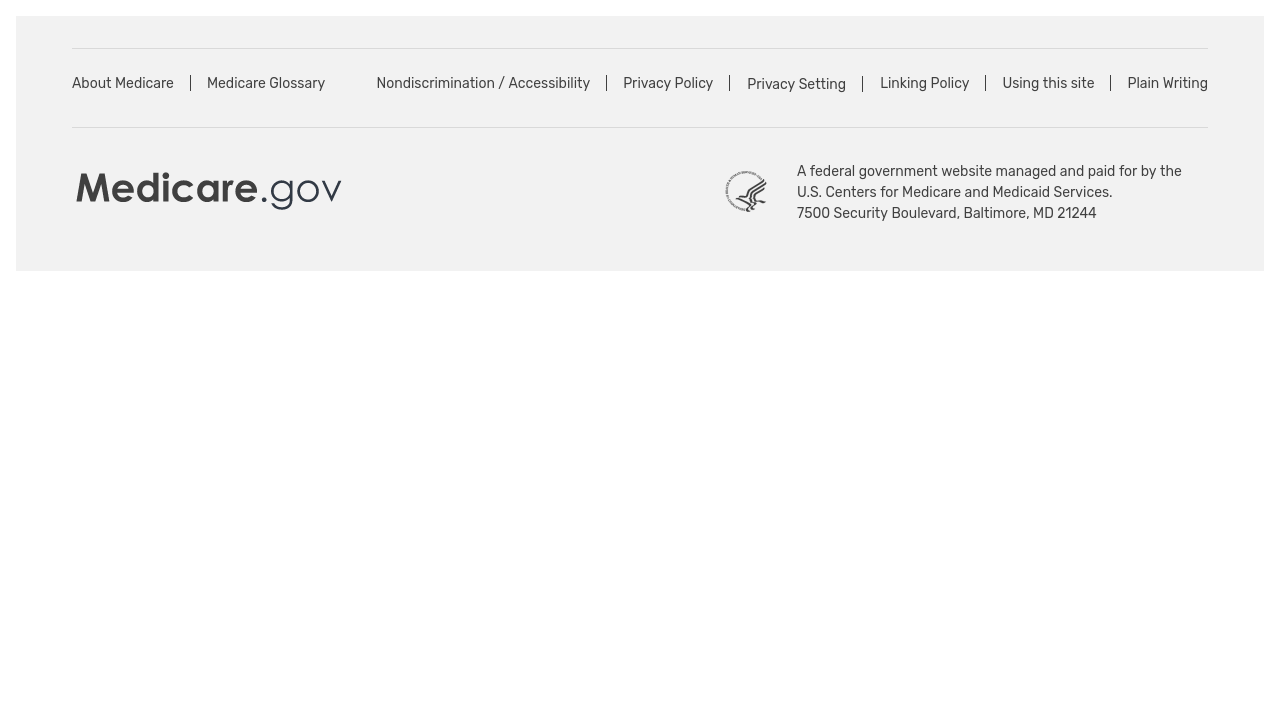 About Medicare
Medicare Glossary
Nondiscrimination / Accessibility
Privacy Policy
Privacy Setting
Linking Policy
Using this site
Plain Writing
Medicare.gov
A federal government website managed and paid for by the
U.S. Centers for Medicare and Medicaid Services.
7500 Security Boulevard, Baltimore, MD 21244